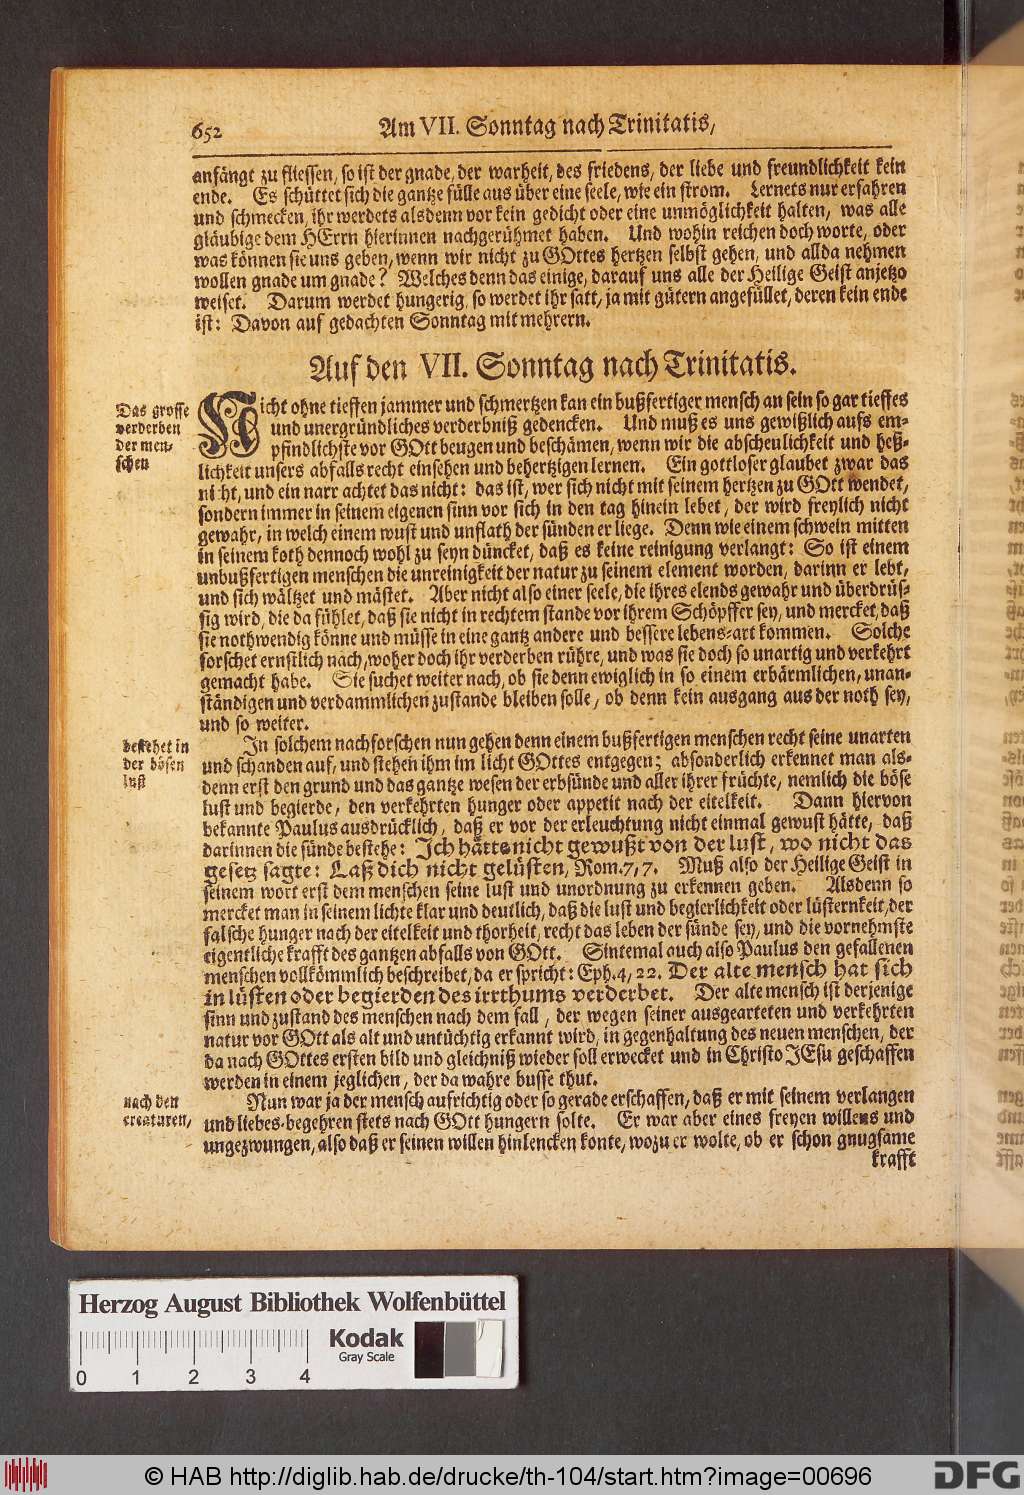 652
Am VII. Sonntag nach Trinitatis,
anfängt zu fliessen, so ist der gnade, der warheit, des friedens, der liebe und freundlichkeit kein
ende. Es schüttet sich die gantze fülle aus über eine seele, wie ein strom. Lernets nur erfahren
und schmecken, ihr werdets alsdenn vor kein gedicht oder eine unmöglichkeit halten, was alle
gläubige dem HErrn hierinnen nachgerühmet haben. Und wohin reichen doch worte, oder
was können sie uns geben, wenn wir nicht zu GOttes hertzen selbst gehen, und allda nehmen
wollen gnade um gnade? Welches denn das einige, darauf uns alle der Heilige Geist anjetzo
weiset. Darum werdet hungerig, so werdet ihr satt, ja mit gütern angefüllet, deren kein ende
ist: Davon auf gedachten Sonntag mit mehrern.
Auf den VII. Sonntag nach Trinitatis.
Das grosse
verderben
der men-
schen
Nicht ohne tieffen jammer und schmertzen kan ein bußfertiger mensch an sein so gar tieffes
und unergründliches verderbniß gedencken. Und muß es uns gewißlich aufs em-
pfindlichste vor GOtt beugen und beschämen, wenn wir die abscheulichkeit und heß-
lichkeit unsers abfalls recht einsehen und behertzigen lernen. Ein gottloser glaubet zwar das
nicht, und ein narr achtet das nicht: das ist, wer sich nicht mit seinem hertzen zu GOtt wendet,
sondern immer in seinem eigenen sinn vor sich in den tag hinein lebet, der wird freylich nicht
gewahr, in welch einem wust und unflath der sünden er liege. Denn wie einem schwein mitten
in seinem koth dennoch wohl zu seyn düncket, daß es keine reinigung verlangt: So ist einem
unbußfertigen menschen die unreinigkeit der natur zu seinem element worden, darinn er lebt,
und sich wältzet und mästet. Aber nicht also einer seele, die ihres elends gewahr und überdrüs-
sig wird, die da fühlet, daß sie nicht in rechtem stande vor ihrem Schöpffer sey, und mercket, daß
sie nothwendig könne und müsse in eine gantz andere und bessere lebens-art kommen. Solche
forschet ernstlich nach, woher doch ihr verderben rühre, und was sie doch so unartig und verkehrt
gemacht habe. Sie suchet weiter nach, ob sie denn ewiglich in so einem erbärmlichen, unan-
ständigen und verdammlichen zustande bleiben solle, ob denn kein ausgang aus der noth sey,
und so weiter.
bestehet in
der bösen
lust
In solchem nachforschen nun gehen denn einem bußfertigen menschen recht seine unarten
und schanden auf, und stehen ihm im licht GOttes entgegen; absonderlich erkennet man als-
denn erst den grund und das gantze wesen der erbsünde und aller ihrer früchte, nemlich die böse
lust und begierde, den verkehrten hunger oder appetit nach der eitelkeit. Dann hiervon
bekannte Paulus ausdrücklich, daß er vor der erleuchtung nicht einmal gewust hätte, daß
darinnen die sünde bestehe: Ich hätte nicht gewußt von der lust, wo nicht das
gesetz sagte: Laß dich nicht gelüsten, Rom. 7, 7. Muß also der Heilige Geist in
seinem wort erst dem menschen seine lust und unordnung zu erkennen geben. Alsdenn so
mercket man in seinem lichte klar und deutlich, daß die lust und begierlichkeit oder lüsternkeit, der
falsche hunger nach der eitelkeit und thorheit, recht das leben der sünde sey, und die vornehmste
eigentliche krafft des gantzen abfalls von GOtt. Sintemal auch also Paulus den gefallenen
menschen vollkömmlich beschreibet, da er spricht: Eph. 4, 22. Der alte mensch hat sich
in lüsten oder begierden des irrthums verderbet. Der alte mensch ist derjenige
sinn und zustand des menschen nach dem fall, der wegen seiner ausgearteten und verkehrten
natur vor GOtt als alt und untüchtig erkannt wird, in gegenhaltung des neuen menschen, der
da nach GOttes ersten bild und gleichniß wieder soll erwecket und in Christo JEsu geschaffen
werden in einem jeglichen, der da wahre busse thut.
nach den
creaturen,
Nun war ja der mensch aufrichtig oder so gerade erschaffen, daß er mit seinem verlangen
und liebes-begehren stets nach GOtt hungern solte. Er war aber eines freyen willens und
ungezwungen, also daß er seinen willen hinlencken konte, wozu er wolte, ob er schon gnugsame
krafft
Herzog August Bibliothek Wolfenbüttel
Kodak
Gray Scale
0 1 2 3 4
© HAB http://diglib.hab.de/drucke/th-104/start.htm?image=00696
DFG